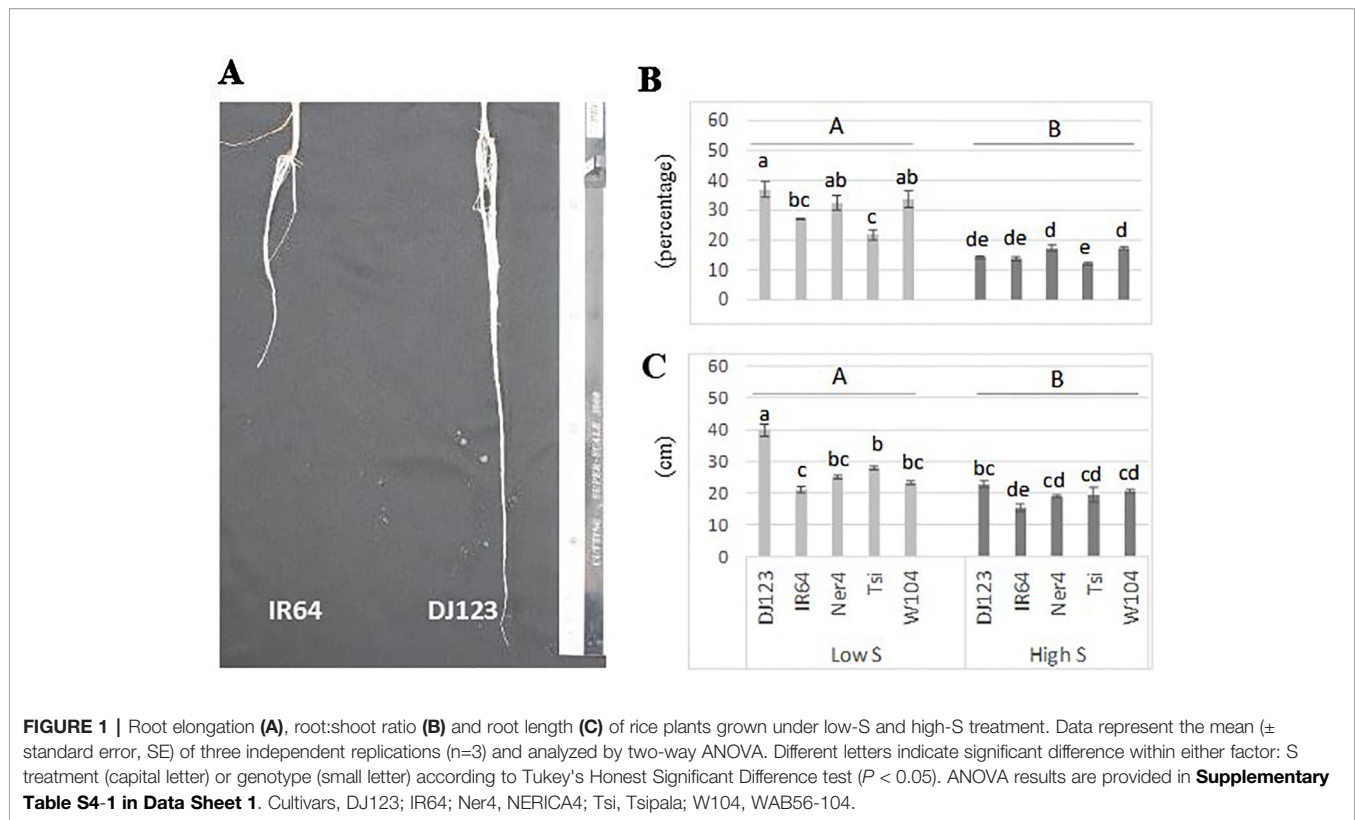 A
IR64
DJ123
CUTTING SUPER-SCALE
B
(percentage)
60
50
40
30
20
10
0
A
B
a
bc
ab
c
ab
de
de
d
e
d
C
(cm)
60
50
40
30
20
10
0
A
B
a
c
bc
b
bc
bc
de
cd
cd
cd
DJ123
IR64
Ner4
Tsi
W104
DJ123
IR64
Ner4
Tsi
W104
Low S
High S
FIGURE 1 | Root elongation (A), root:shoot ratio (B) and root length (C) of rice plants grown under low-S and high-S treatment. Data represent the mean (±
standard error, SE) of three independent replications (n=3) and analyzed by two-way ANOVA. Different letters indicate significant difference within either factor: S
treatment (capital letter) or genotype (small letter) according to Tukey's Honest Significant Difference test (P < 0.05). ANOVA results are provided in Supplementary
Table S4-1 in Data Sheet 1. Cultivars, DJ123; IR64; Ner4, NERICA4; Tsi, Tsipala; W104, WAB56-104.